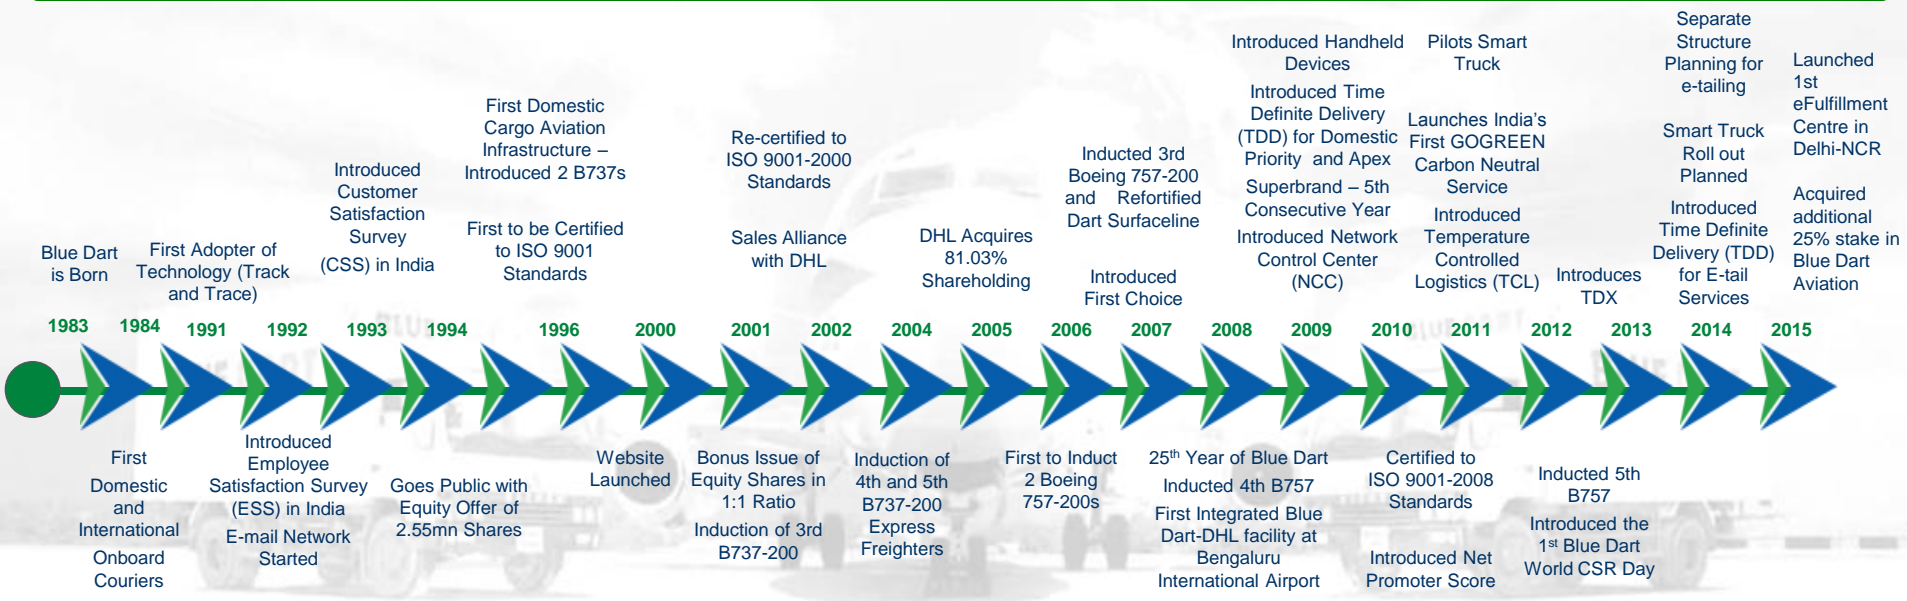 Blue Dart
is Born
First Adopter of
Technology (Track
and Trace)
Introduced
Customer
Satisfaction
Survey
(CSS) in India
First Domestic
Cargo Aviation
Infrastructure –
Introduced 2 B737s
First to be Certified
to ISO 9001
Standards
Re-certified to
ISO 9001-2000
Standards
Sales Alliance
with DHL
DHL Acquires
81.03%
Shareholding
Inducted 3rd
Boeing 757-200
and Refortified
Dart Surfaceline
Introduced
First Choice
Introduced Handheld
Devices
Introduced Time
Definite Delivery
(TDD) for Domestic
Priority and Apex
Superbrand – 5th
Consecutive Year
Introduced Network
Control Center
(NCC)
Pilots Smart
Truck
Launches India's
First GOGREEN
Carbon Neutral
Service
Introduced
Temperature
Controlled
Logistics (TCL)
Introduces
TDX
Separate
Structure
Planning for
e-tailing
Smart Truck
Roll out
Planned
Introduced
Time Definite
Delivery (TDD)
for E-tail
Services
Launched
1st
eFulfillment
Centre in
Delhi-NCR
Acquired
additional
25% stake in
Blue Dart
Aviation
1983 1984 1991 1992 1993 1994 1996 2000 2001 2002 2004 2005 2006 2007 2008 2009 2010 2011 2012 2013 2014 2015
First
Domestic
and
International
Onboard
Couriers
Introduced
Employee
Satisfaction Survey
(ESS) in India
E-mail Network
Started
Goes Public with
Equity Offer of
2.55mn Shares
Website
Launched
Bonus Issue of
Equity Shares in
1:1 Ratio
Induction of 3rd
B737-200
Induction of
4th and 5th
B737-200
Express
Freighters
First to Induct
2 Boeing
757-200s
25th Year of Blue Dart
Inducted 4th B757
First Integrated Blue
Dart-DHL facility at
Bengaluru
International Airport
Certified to
ISO 9001-2008
Standards
Introduced Net
Promoter Score
Inducted 5th
B757
Introduced the
1st Blue Dart
World CSR Day